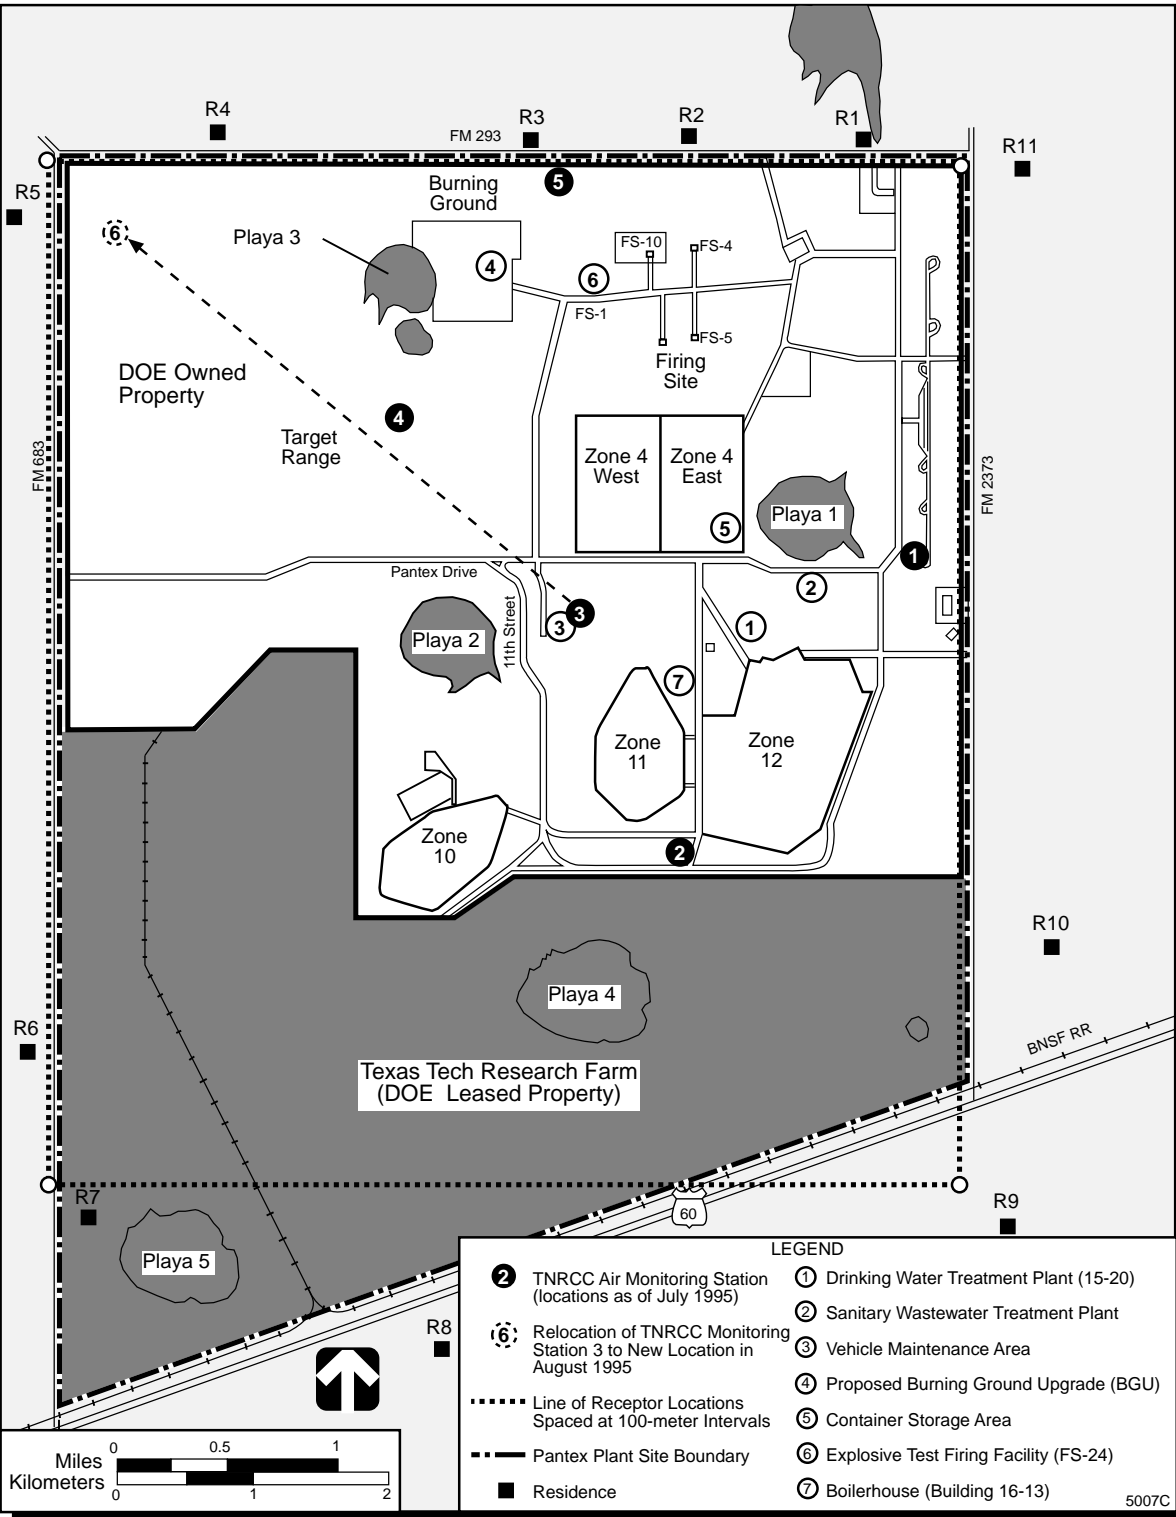 R4
R3
R2
R1
FM 293
R11
R5
5
Burning
Ground
6
Playa 3
4
FS-10
FS-4
6
FS-1
FS-5
Firing
Site
DOE Owned
Property
4
Target
Range
FM 683
Zone 4
West
Zone 4
East
5
Playa 1
FM 2373
1
Pantex Drive
2
3
3
1
11th Street
Playa 2
7
Zone
11
Zone
12
Zone
10
2
R10
Playa 4
R6
BNSF RR
Texas Tech Research Farm
(DOE Leased Property)
R7
60
R9
Playa 5
R8
LEGEND
2 TNRCC Air Monitoring Station
(locations as of July 1995)
6 Relocation of TNRCC Monitoring
Station 3 to New Location in
August 1995
Line of Receptor Locations
Spaced at 100-meter Intervals
Pantex Plant Site Boundary
Residence
1 Drinking Water Treatment Plant (15-20)
2 Sanitary Wastewater Treatment Plant
3 Vehicle Maintenance Area
4 Proposed Burning Ground Upgrade (BGU)
5 Container Storage Area
6 Explosive Test Firing Facility (FS-24)
7 Boilerhouse (Building 16-13)
0 0.5 1
Miles
Kilometers
0 1 2
5007C